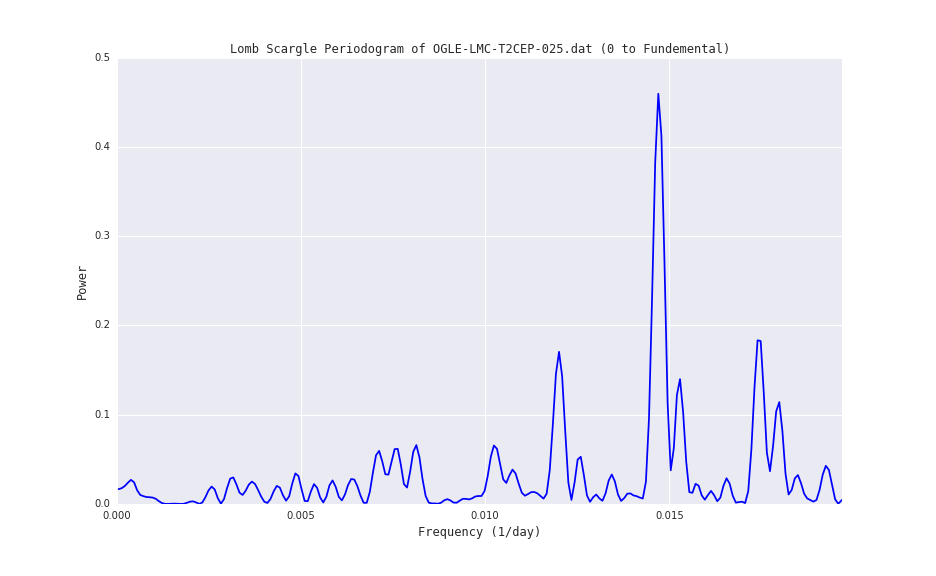 Lomb Scargle Periodogram of OGLE-LMC-T2CEP-025.dat (0 to Fundemental)
0.5
0.4
0.3
0.2
0.1
0.0
Power
0.000 0.005 0.010 0.015
Frequency (1/day)